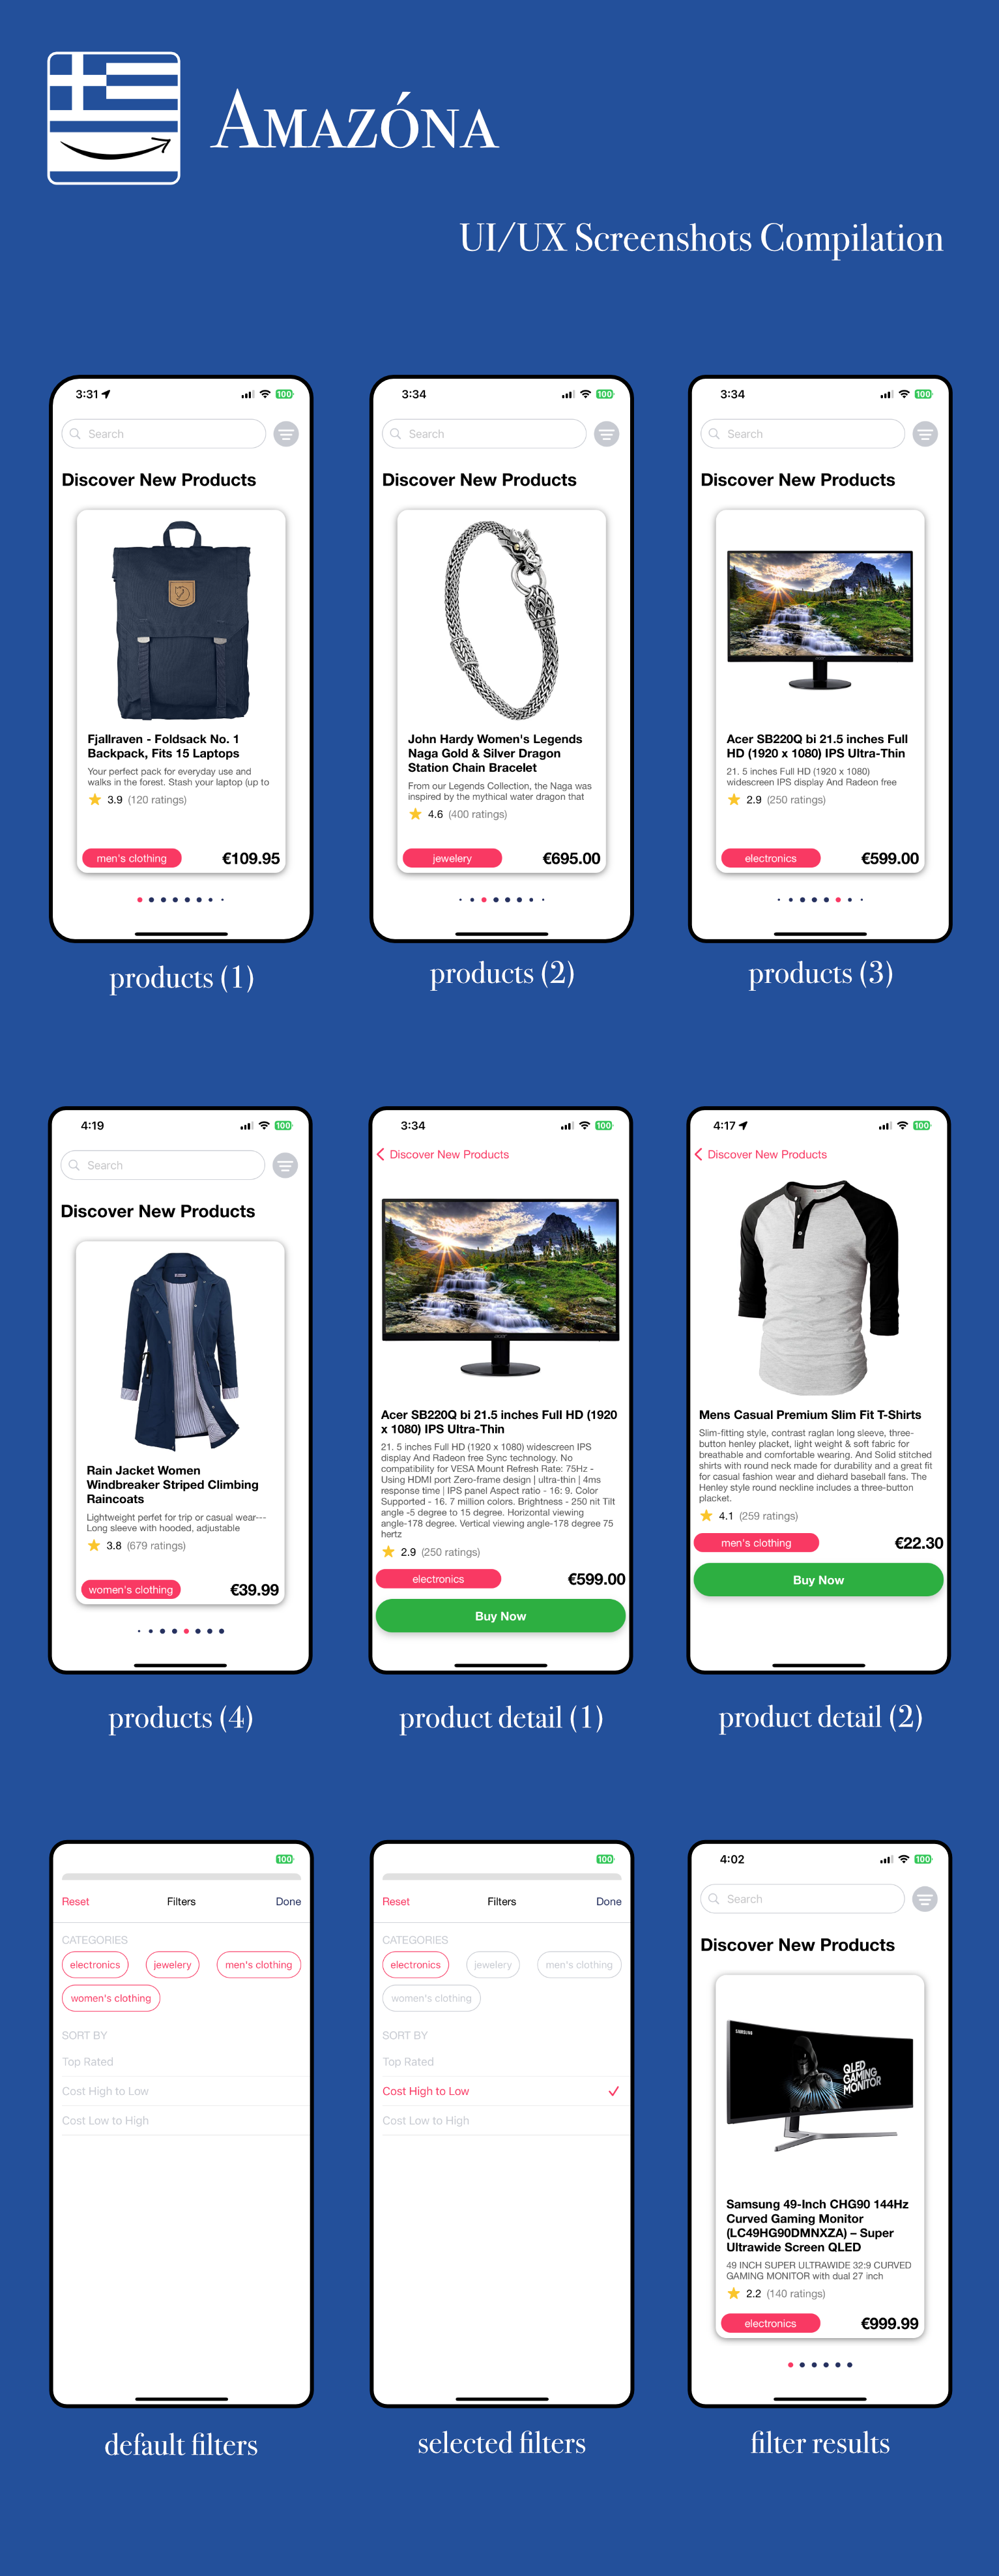 AMAZÓNA
UI/UX Screenshots Compilation
3:31
100
Search
Discover New Products
Fjallraven - Foldsack No. 1
Backpack, Fits 15 Laptops
Your perfect pack for everyday use and
walks in the forest. Stash your laptop (up to
3.9 (120 ratings)
men's clothing
€109.95
products (1)
3:34
100
Search
Discover New Products
John Hardy Women's Legends
Naga Gold & Silver Dragon
Station Chain Bracelet
From our Legends Collection, the Naga was
inspired by the mythical water dragon that
4.6 (400 ratings)
jewelery
€695.00
products (2)
3:34
100
Search
Discover New Products
acer
Acer SB220Q bi 21.5 inches Full
HD (1920 x 1080) IPS Ultra-Thin
21. 5 inches Full HD (1920 x 1080)
widescreen IPS display And Radeon free
2.9 (250 ratings)
electronics
€599.00
products (3)
4:19
100
Search
Discover New Products
Rain Jacket Women
Windbreaker Striped Climbing
Raincoats
Lightweight perfet for trip or casual wear---
Long sleeve with hooded, adjustable
3.8 (679 ratings)
women's clothing
€39.99
products (4)
3:34
100
Discover New Products
acer
Acer SB220Q bi 21.5 inches Full HD (1920
x 1080) IPS Ultra-Thin
21. 5 inches Full HD (1920 x 1080) widescreen IPS
display And Radeon free Sync technology. No
compatibility for VESA Mount Refresh Rate: 75Hz -
Using HDMI port Zero-frame design | ultra-thin | 4ms
response time | IPS panel Aspect ratio - 16: 9. Color
Supported - 16. 7 million colors. Brightness - 250 nit Tilt
angle -5 degree to 15 degree. Horizontal viewing
angle-178 degree. Vertical viewing angle-178 degree 75
hertz
2.9 (250 ratings)
electronics
€599.00
Buy Now
product detail (1)
4:17
100
Discover New Products
Mens Casual Premium Slim Fit T-Shirts
Slim-fitting style, contrast raglan long sleeve, three-
button henley placket, light weight & soft fabric for
breathable and comfortable wearing. And Solid stitched
shirts with round neck made for durability and a great fit
for casual fashion wear and diehard baseball fans. The
Henley style round neckline includes a three-button
placket.
4.1 (259 ratings)
men's clothing
€22.30
Buy Now
product detail (2)
100
Reset
Filters
Done
CATEGORIES
electronics
jewelery
men's clothing
women's clothing
SORT BY
Top Rated
Cost High to Low
Cost Low to High
default filters
100
Reset
Filters
Done
CATEGORIES
electronics
jewelery
men's clothing
women's clothing
SORT BY
Top Rated
Cost High to Low
Cost Low to High
selected filters
4:02
100
Search
Discover New Products
SAMSUNG
QLED
GAMING
MONITOR
Samsung 49-Inch CHG90 144Hz
Curved Gaming Monitor
(LC49HG90DMNXZA) – Super
Ultrawide Screen QLED
49 INCH SUPER ULTRAWIDE 32:9 CURVED
GAMING MONITOR with dual 27 inch
2.2 (140 ratings)
electronics
€999.99
filter results